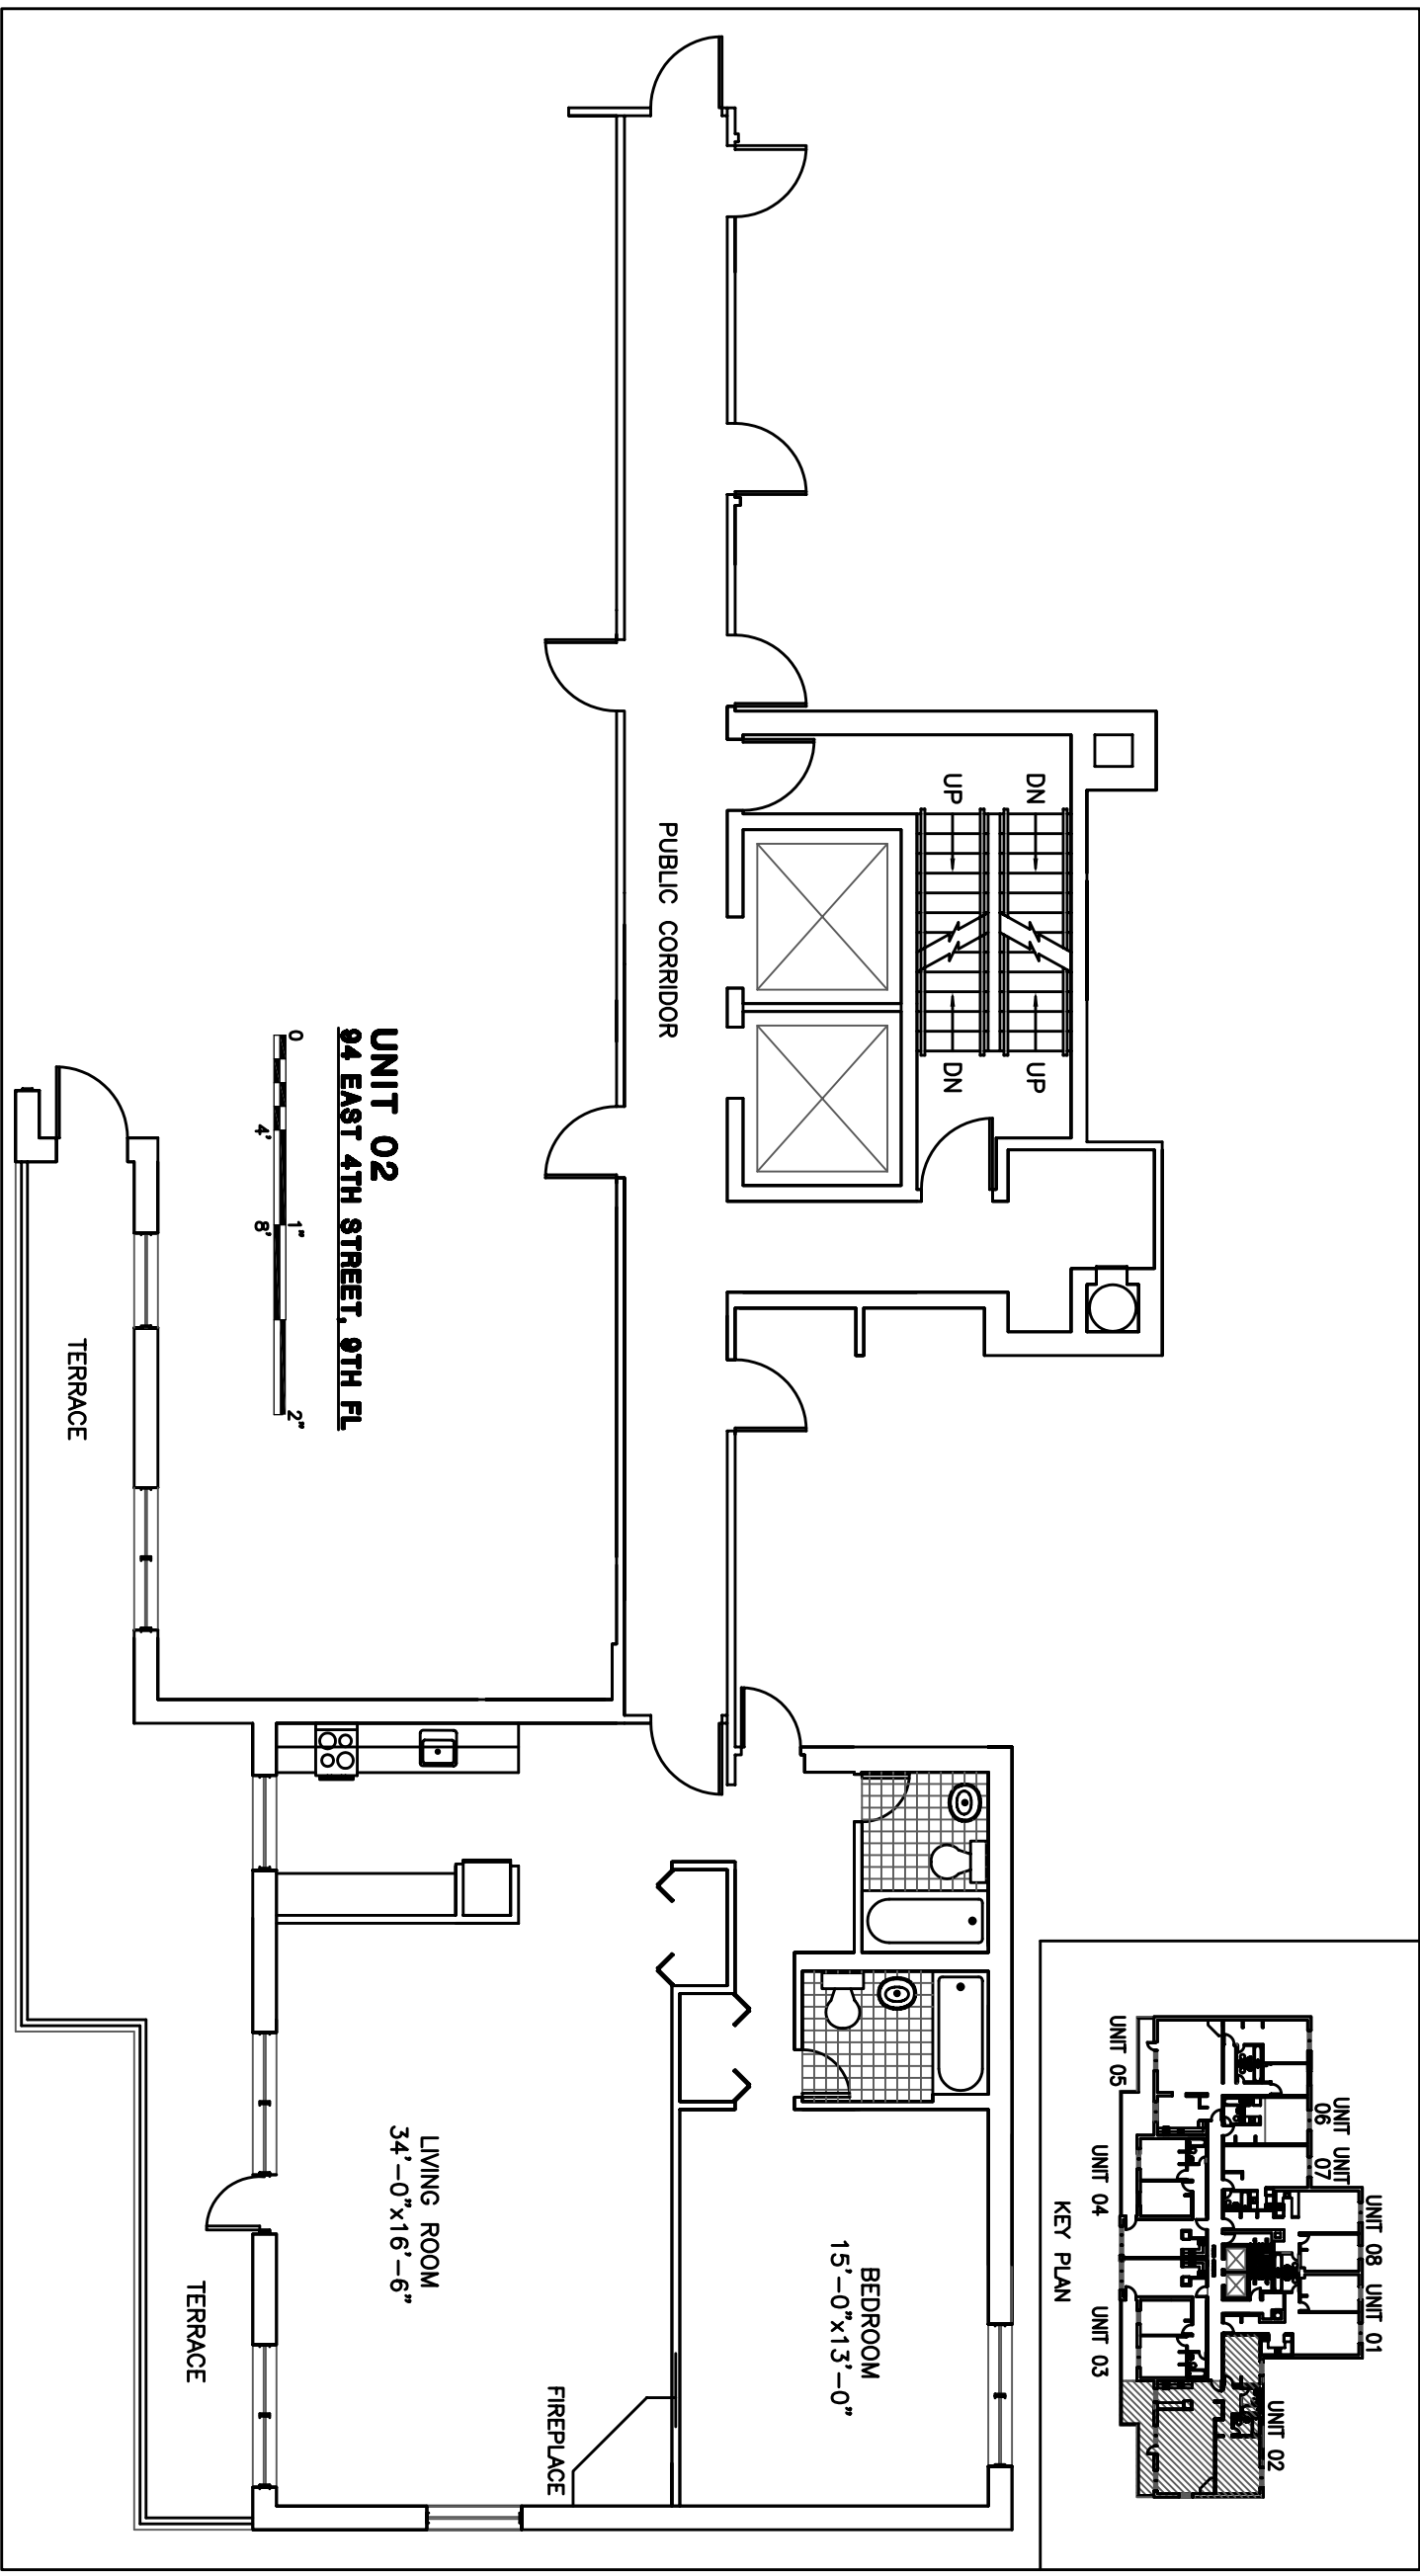 UNIT 05
UNIT
06
UNIT
07
UNIT 08
UNIT 01
UNIT 04
KEY PLAN
UNIT 03
UNIT 02
DN
UP
UP
DN
PUBLIC CORRIDOR
BEDROOM
15'-0"x13'-0"
LIVING ROOM
34'-0"x16'-6"
FIREPLACE
UNIT 02
94 EAST 4TH STREET, 9TH FL
0 1" 2"
4' 8'
TERRACE
TERRACE